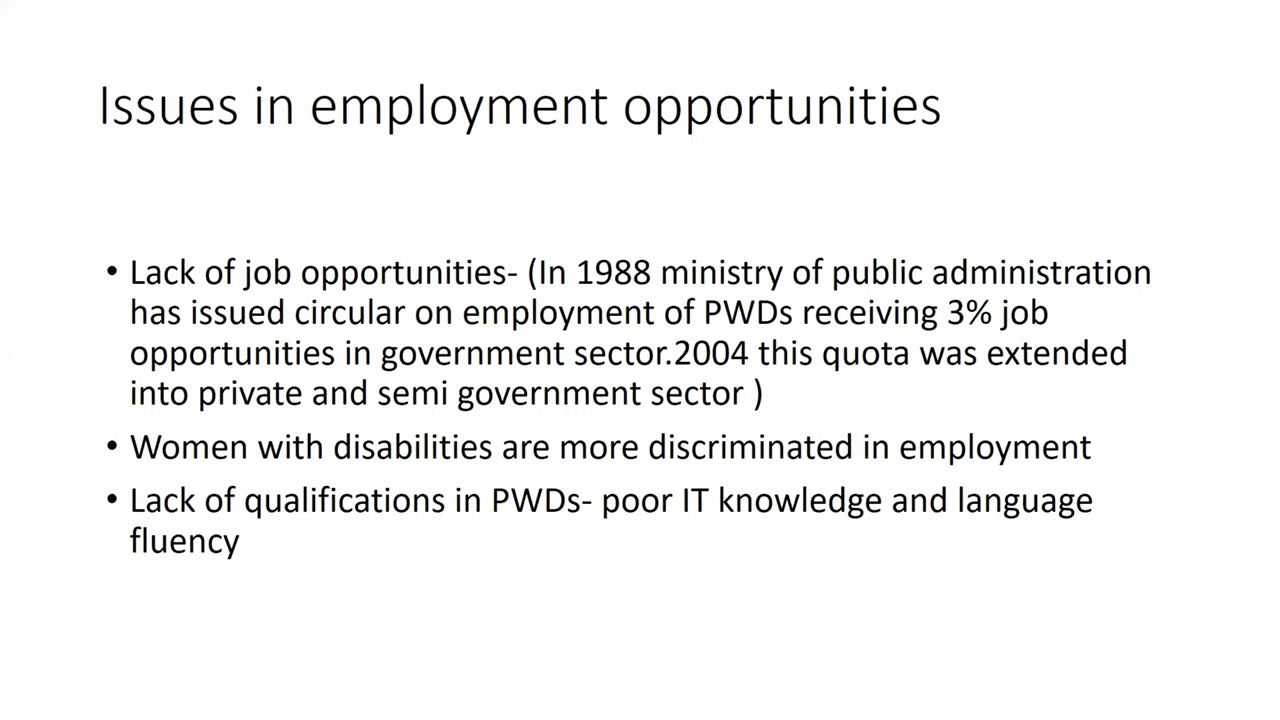 Issues in employment opportunities
• Lack of job opportunities- (In 1988 ministry of public administration
has issued circular on employment of PWDs receiving 3% job
opportunities in government sector.2004 this quota was extended
into private and semi government sector )
• Women with disabilities are more discriminated in employment
• Lack of qualifications in PWDs- poor IT knowledge and language
fluency